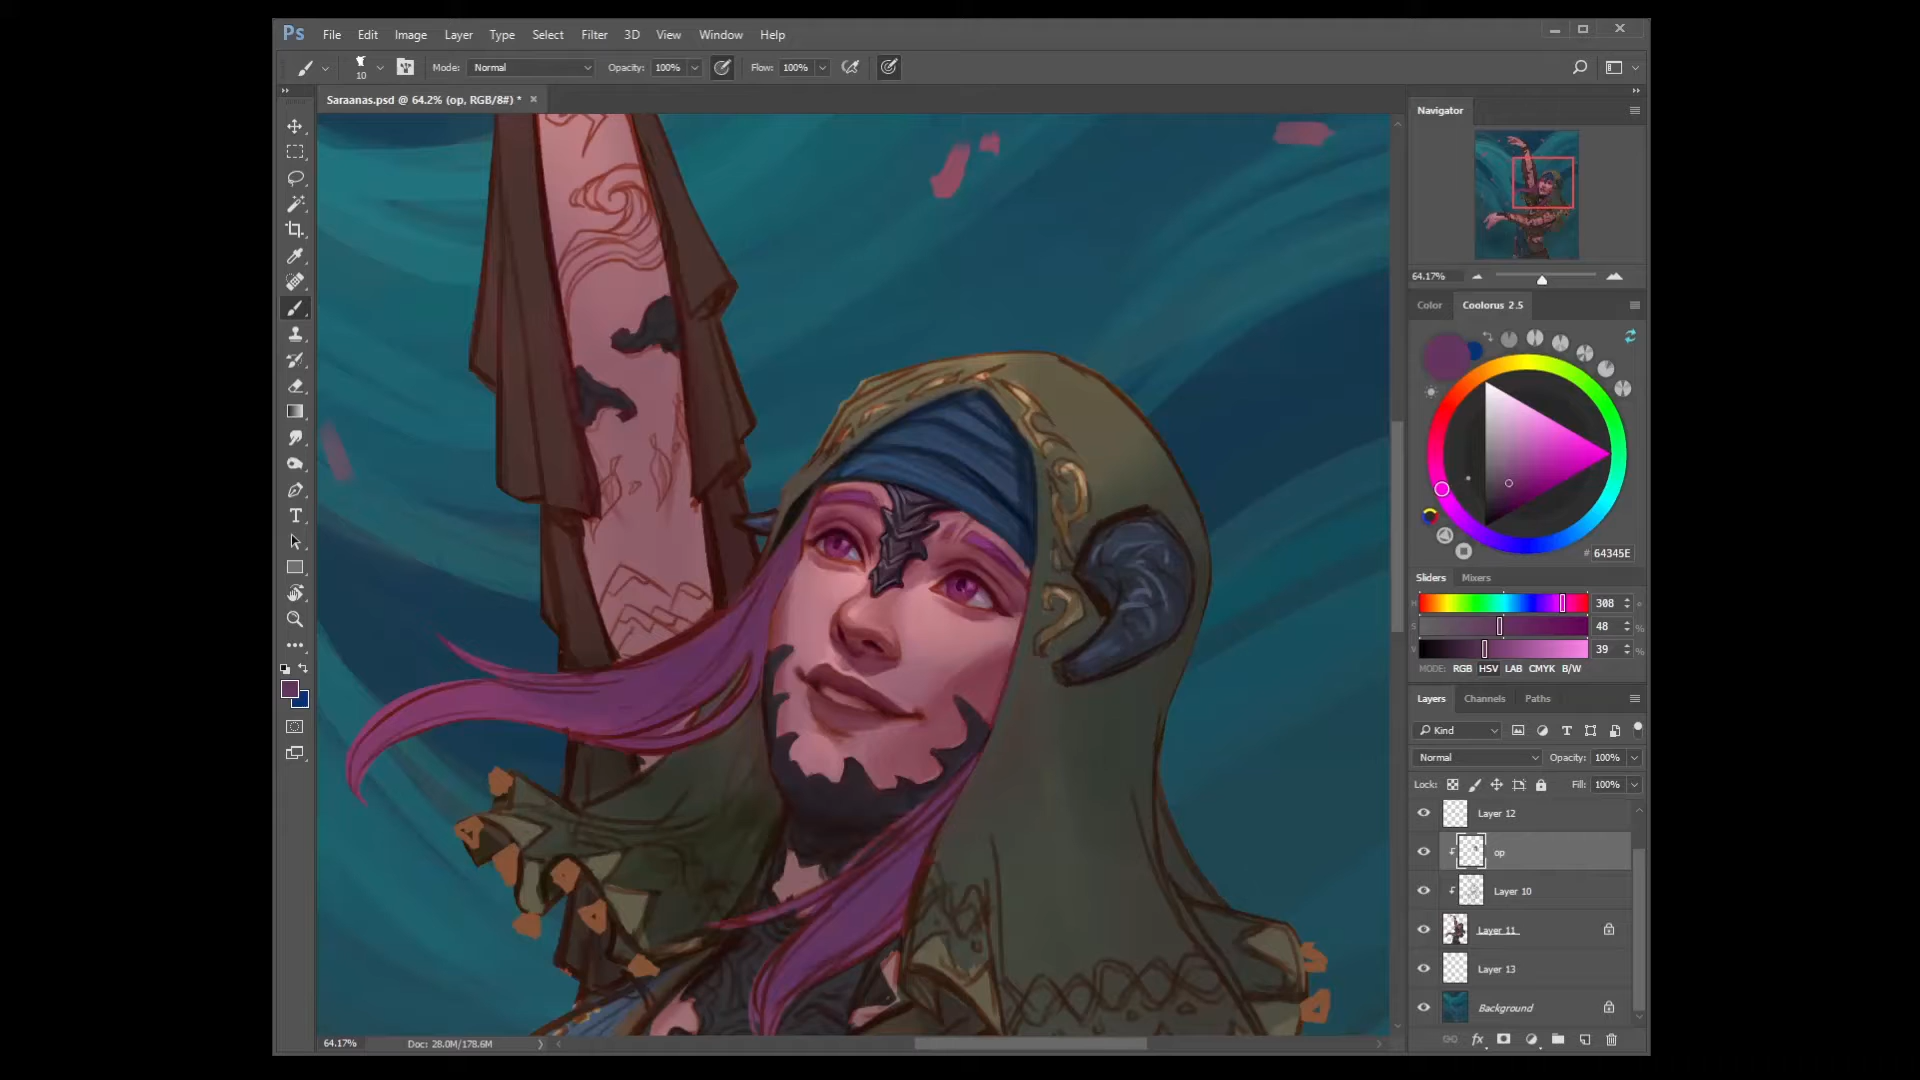 Ps File Edit Image Layer Type Select Filter 3D View Window Help
10 Mode: Normal Opacity: 100% Flow: 100%
Saraanas.psd @ 64.2% (op, RGB/8#) *
Navigator
64.17%
Color Coolorus 2.5
# 64345E
Sliders Mixers
H 308 °
S 48 %
V 39 %
MODE: RGB HSV LAB CMYK B/W
Layers Channels Paths
Kind
Normal Opacity: 100%
Lock: Fill: 100%
Layer 12
op
Layer 10
Layer 11
Layer 13
Background
64.17% Doc: 28.0M/178.6M